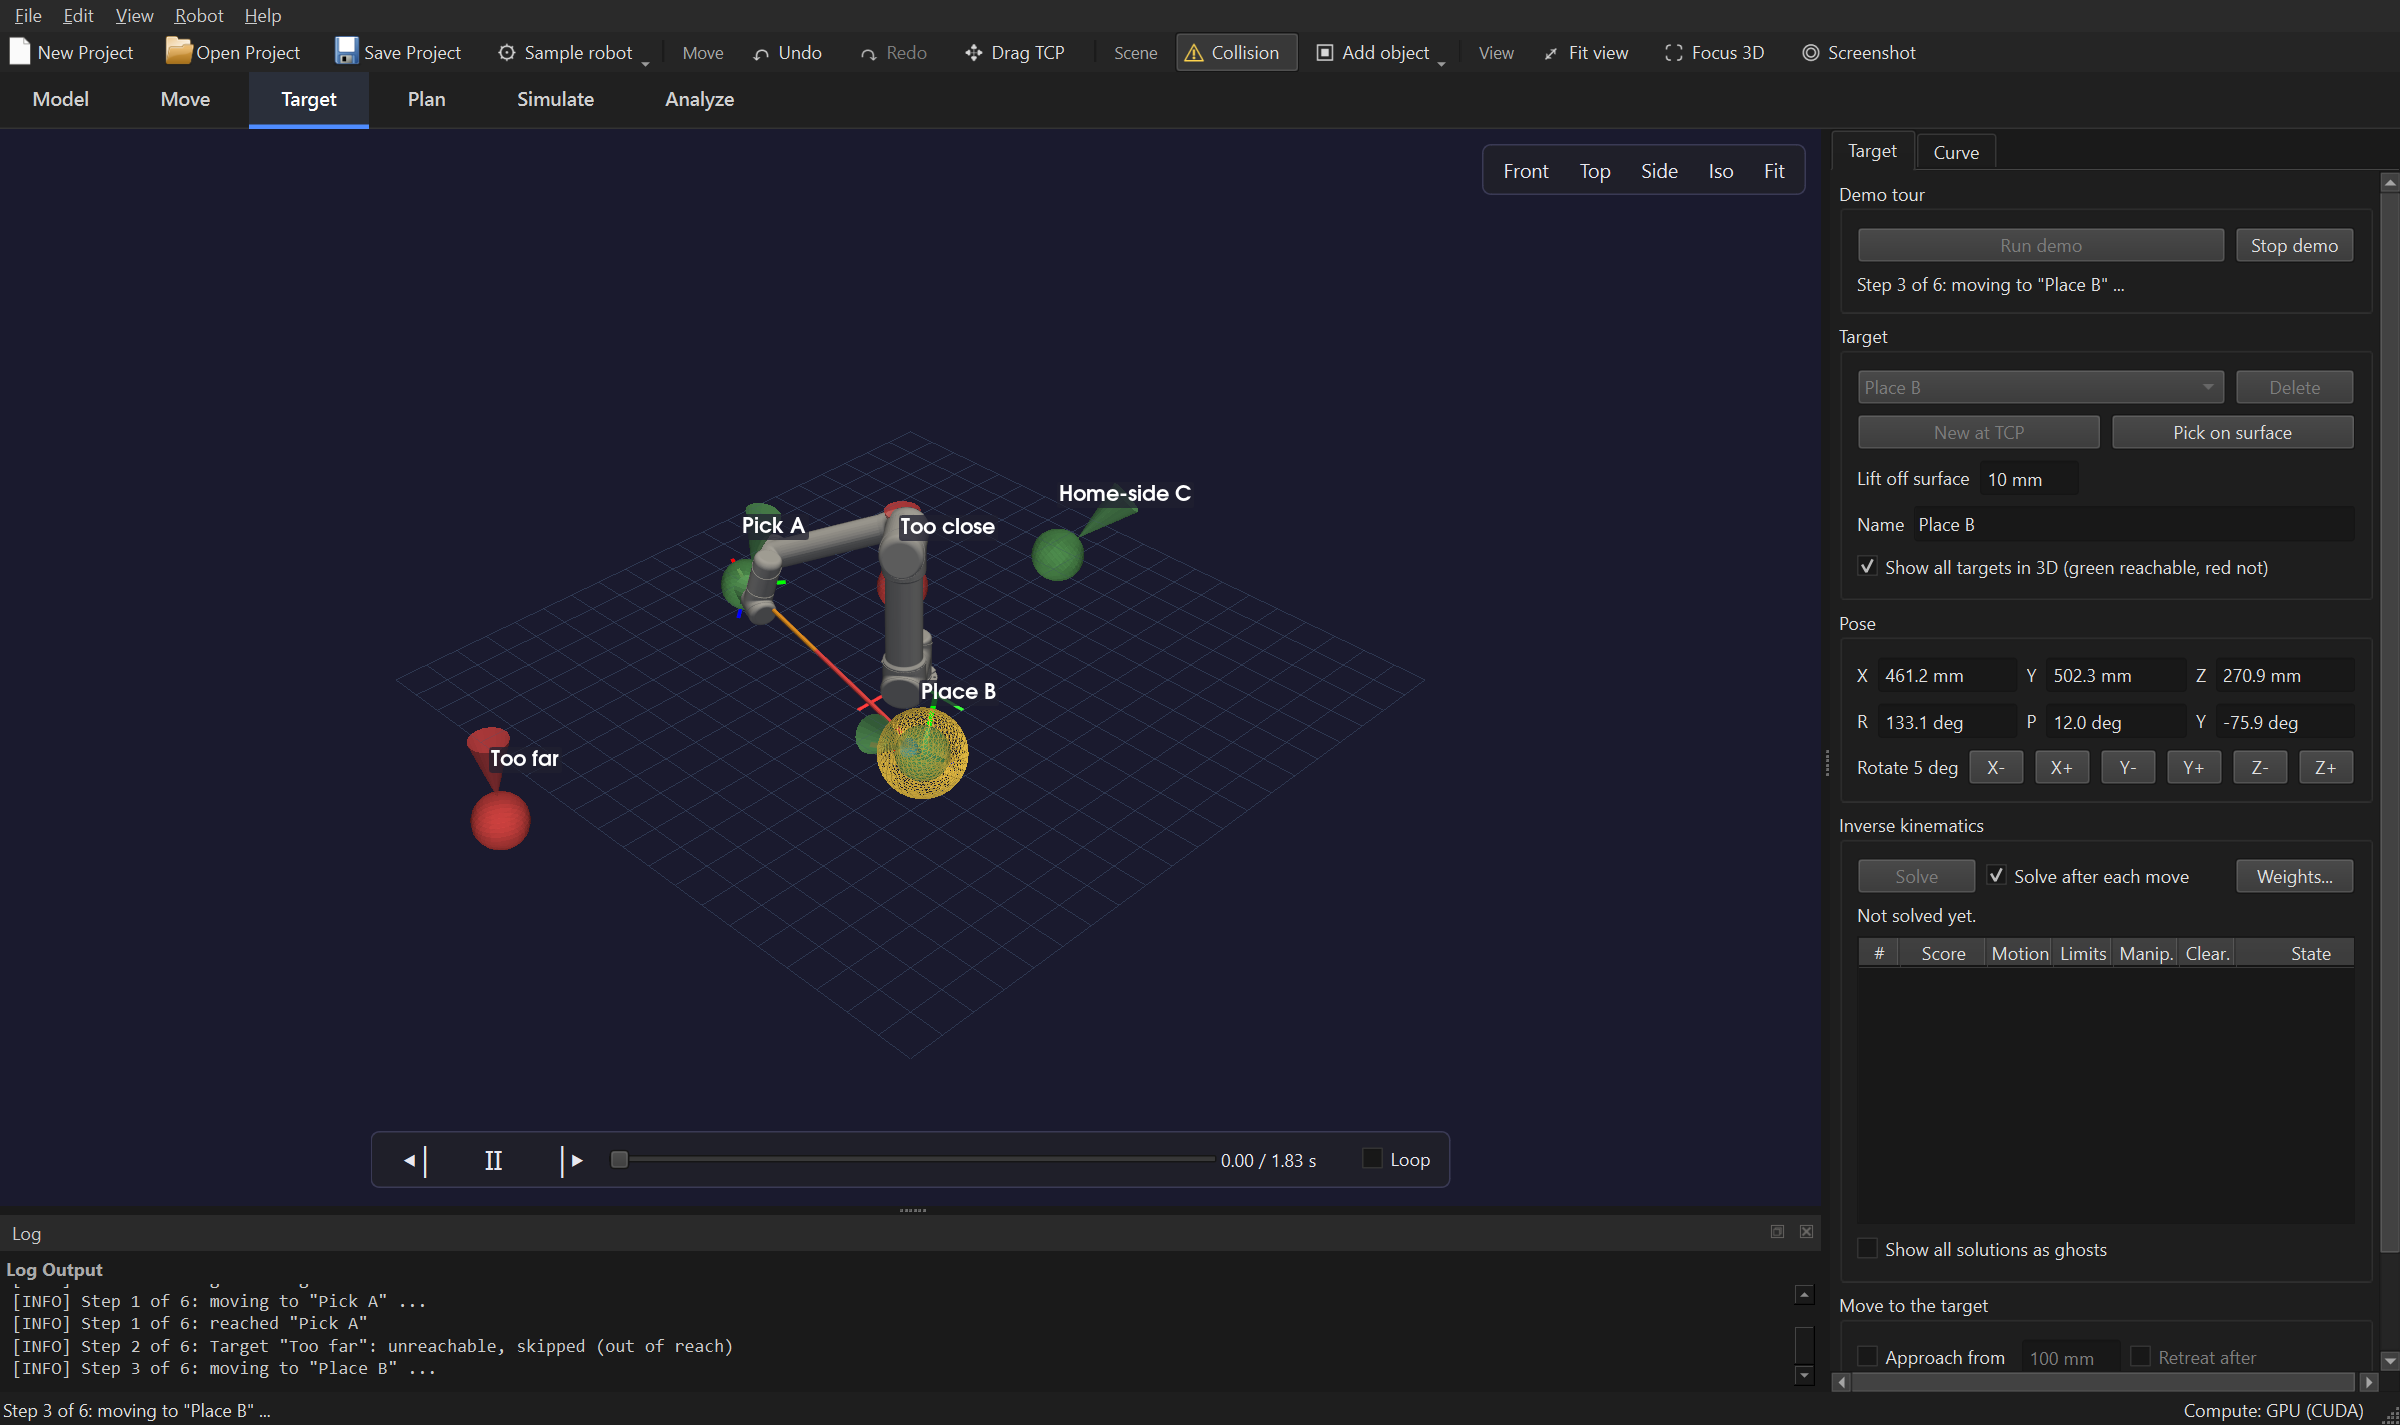 File Edit View Robot Help
New Project Open Project Save Project Sample robot Move Undo Redo Drag TCP Scene Collision Add object View Fit view Focus 3D Screenshot
Model Move Target Plan Simulate Analyze
Front Top Side Iso Fit
Target Curve
Demo tour
Run demo Stop demo
Step 3 of 6: moving to "Place B" ...
Target
Place B Delete
New at TCP Pick on surface
Lift off surface 10 mm
Name Place B
Show all targets in 3D (green reachable, red not)
Pose
X 461.2 mm Y 502.3 mm Z 270.9 mm
R 133.1 deg P 12.0 deg Y -75.9 deg
Rotate 5 deg X- X+ Y- Y+ Z- Z+
Inverse kinematics
Solve Solve after each move Weights...
Not solved yet.
# Score Motion Limits Manip. Clear. State
Show all solutions as ghosts
Move to the target
Approach from 100 mm Retreat after
Home-side C
Pick A
Too close
Place B
Too far
0.00 / 1.83 s Loop
Log
Log Output
[INFO] Step 1 of 6: moving to "Pick A" ...
[INFO] Step 1 of 6: reached "Pick A"
[INFO] Step 2 of 6: Target "Too far": unreachable, skipped (out of reach)
[INFO] Step 3 of 6: moving to "Place B" ...
Step 3 of 6: moving to "Place B" ...
Compute: GPU (CUDA)